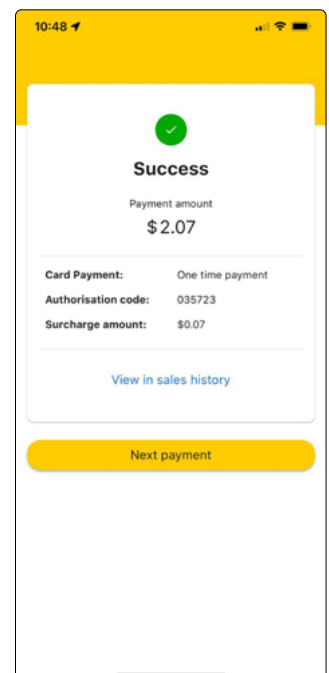 10:48
Success
Payment amount
$2.07
Card Payment: One time payment
Authorisation code: 035723
Surcharge amount: $0.07
View in sales history
Next payment